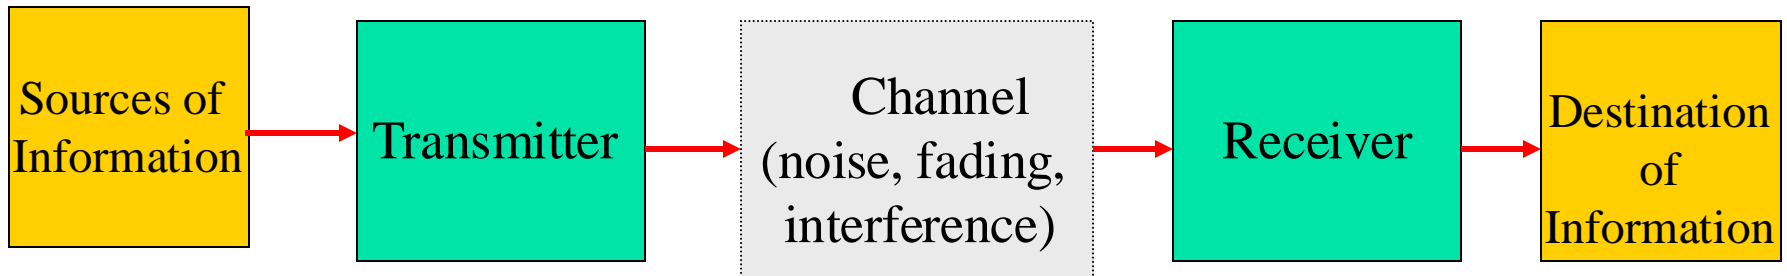 Sources of
Information
Transmitter
Channel
(noise, fading,
interference)
Receiver
Destination
of
Information